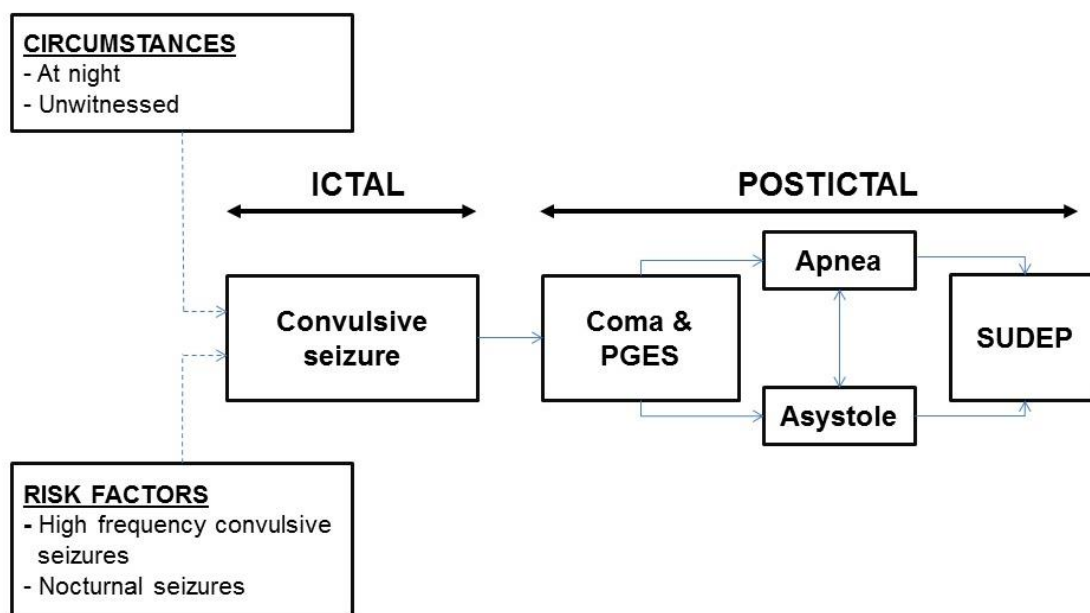 CIRCUMSTANCES
- At night
- Unwitnessed
ICTAL
POSTICTAL
Convulsive
seizure
Coma &
PGES
Apnea
Asystole
SUDEP
RISK FACTORS
- High frequency convulsive
seizures
- Nocturnal seizures